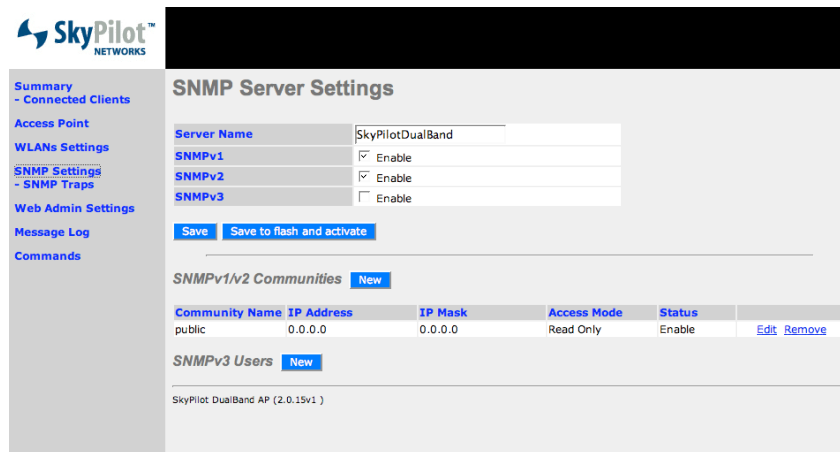 SkyPilot™
NETWORKS
Summary
- Connected Clients
Access Point
WLANs Settings
SNMP Settings
- SNMP Traps
Web Admin Settings
Message Log
Commands
SNMP Server Settings
Server Name SkyPilotDualBand
SNMPv1 Enable
SNMPv2 Enable
SNMPv3 Enable
Save Save to flash and activate
SNMPv1/v2 Communities New
Community Name IP Address IP Mask Access Mode Status
public 0.0.0.0 0.0.0.0 Read Only Enable Edit Remove
SNMPv3 Users New
SkyPilot DualBand AP (2.0.15v1 )